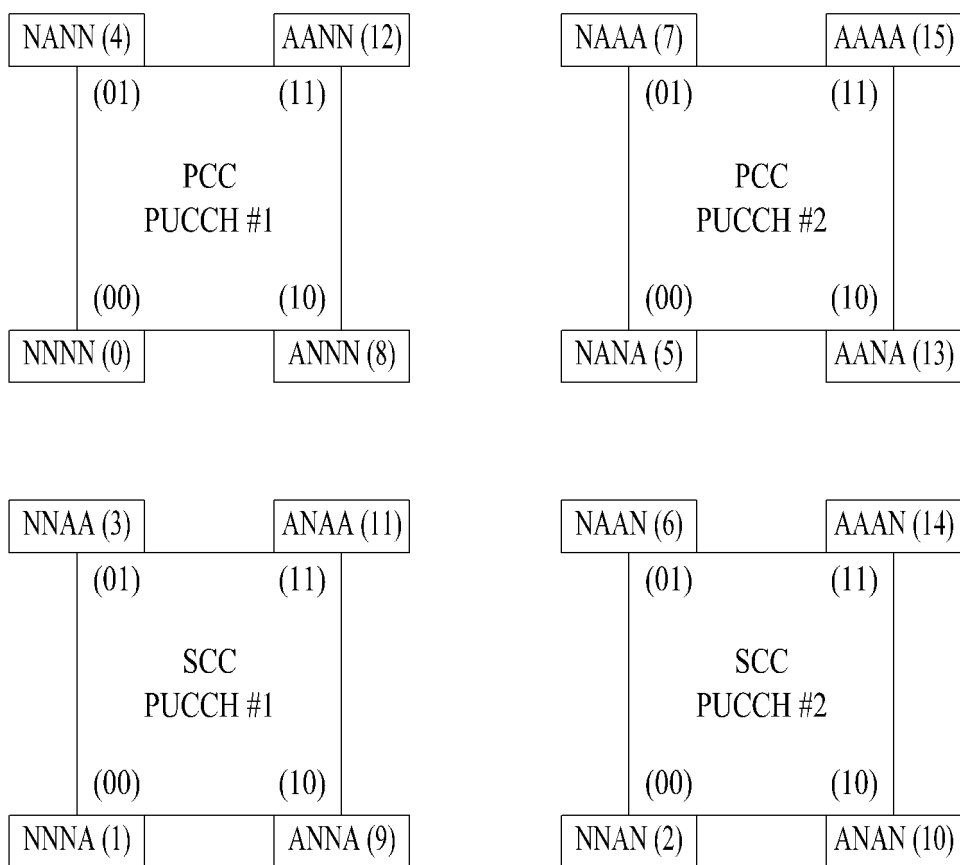 NANN (4) AANN (12) NAAA (7) AAAA (15)
(01) (11) (01) (11)
PCC PCC
PUCCH #1 PUCCH #2
(00) (10) (00) (10)
NNNN (0) ANNN (8) NANA (5) AANA (13)
NNAA (3) ANAA (11) NAAN (6) AAAN (14)
(01) (11) (01) (11)
SCC SCC
PUCCH #1 PUCCH #2
(00) (10) (00) (10)
NNNA (1) ANNA (9) NNAN (2) ANAN (10)